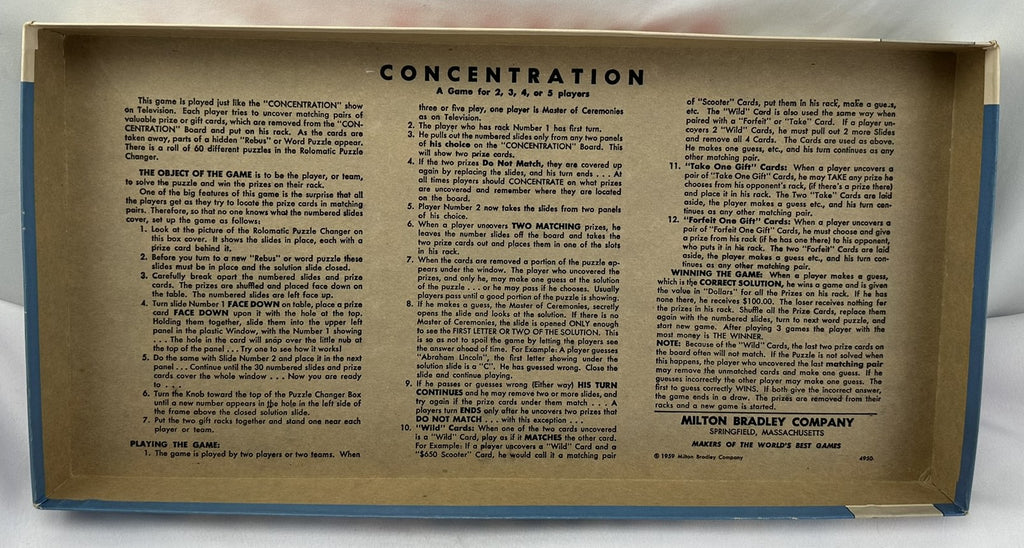 CONCENTRATION
A Game for 2, 3, 4, or 5 players
This game is played just like the "CONCENTRATION" show
on Television. Each player tries to uncover matching pairs of
valuable prize or gift cards, which are removed from the "CON-
CENTRATION" Board and put on his rack. As the cards are
taken away, parts of a hidden "Rebus" or Word Puzzle appear.
There is a roll of 60 different puzzles in the Rolomatic Puzzle
Changer.
THE OBJECT OF THE GAME is to be the player, or team,
to solve the puzzle and win the prizes on their rack.
One of the big features of this game is the surprise that all
the players get as they try to locate the prize cards in matching
pairs. Therefore, so that no one knows what the numbered slides
cover, set up the game as follows:
1. Look at the picture of the Rolomatic Puzzle Changer on
this box cover. It shows the slides in place, each with a
prize card behind it.
2. Before you turn to a new "Rebus" or word puzzle these
slides must be in place and the solution slide closed.
3. Carefully break apart the numbered slides and prize
cards. The prizes are shuffled and placed face down on
the table. The numbered slides are left face up.
4. Turn slide Number 1 FACE DOWN on table, place a prize
card FACE DOWN upon it with the hole at the top.
Holding them together, slide them into the upper left
panel in the plastic Window, with the Number 1 showing
. . . The hole in the card will snap over the little nub at
the top of the panel . . . Try one to see how it works!
5. Do the same with Slide Number 2 and place it in the next
panel . . . Continue until the 30 numbered slides and prize
cards cover the whole window . . . Now you are ready
to . . .
6. Turn the Knob toward the top of the Puzzle Changer Box
until a new number appears in the hole in the left side of
the frame above the closed solution slide.
7. Put the two gift racks together and stand one near each
player or team.
PLAYING THE GAME:
1. The game is played by two players or two teams. When
three or five play, one player is Master of Ceremonies
as on Television.
2. The player who has rack Number 1 has first turn.
3. He pulls out the numbered slides only from any two panels
of his choice on the "CONCENTRATION" Board. This
will show two prize cards.
4. If the two prizes Do Not Match, they are covered up
again by replacing the slides, and his turn ends . . . At
all times players should CONCENTRATE on what prizes
are uncovered and remember where they are located
on the board.
5. Player Number 2 now takes the slides from two panels
of his choice.
6. When a player uncovers TWO MATCHING prizes, he
leaves the number slides off the board and takes the
two prize cards out and places them in one of the slots
in his rack.
7. When the cards are removed a portion of the puzzle ap-
pears under the window. The player who uncovered the
prizes, and only he, may make one guess at the solution
of the puzzle . . . or he may pass if he chooses. Usually
players pass until a good portion of the puzzle is showing.
8. If he makes a guess, the Master of Ceremonies, secretly
opens the slide and looks at the solution. If there is no
Master of Ceremonies, the slide is opened ONLY enough
to see the FIRST LETTER OR TWO OF THE SOLUTION. This
is so as not to spoil the game by letting the players see
the answer ahead of time. For Example: A player guesses
"Abraham Lincoln", the first letter showing under the
solution slide is a "C". He has guessed wrong. Close the
slide and continue playing.
9. If he passes or guesses wrong (Either way) HIS TURN
CONTINUES and he may remove two or more slides, and
try again if the prize cards under them match . . . A
players turn ENDS only after he uncovers two prizes that
DO NOT MATCH . . . with this exception . . .
10. "Wild" Cards: When one of the two cards uncovered
is a "Wild" Card, play as if it MATCHES the other card.
For Example: If a player uncovers a "Wild" Card and a
"$650 Scooter" Card, he would call it a matching pair
of "Scooter" Cards, put them in his rack, make a guess,
etc. The "Wild" Card is also used the same way when
paired with a "Forfeit" or "Take" Card. If a player un-
covers 2 "Wild" Cards, he must pull out 2 more Slides
and remove all 4 Cards. The Cards are used as above.
He makes one guess, etc., and his turn continues as any
other matching pair.
11. "Take One Gift" Cards: When a player uncovers a
pair of "Take One Gift" Cards, he may TAKE any prize he
chooses from his opponent's rack, (if there's a prize there)
and place it in his rack. The Two "Take" Cards are laid
aside, the player makes a guess etc., and his turn con-
tinues as any other matching pair.
12. "Forfeit One Gift" Cards: When a player uncovers a
pair of "Forfeit One Gift" Cards, he must choose and give
a prize from his rack (if he has one there) to his opponent,
who puts it in his rack. The two "Forfeit" Cards are laid
aside, the player makes a guess etc., and his turn con-
tinues as any other matching pair.
WINNING THE GAME: When a player makes a guess,
which is the CORRECT SOLUTION, he wins a game and is given
the value in "Dollars" for all the Prizes on his rack. If he has
none there, he receives $100.00. The loser receives nothing for
the prizes in his rack. Shuffle all the Prize Cards, replace them
again with the numbered slides, turn to next word puzzle, and
start new game. After playing 3 games the player with the
most money is THE WINNER.
NOTE: Because of the "Wild" Cards, the last two prize cards on
the board often will not match. If the Puzzle is not solved when
this happens, the player who uncovered the last matching pair
may remove the unmatched cards and make one guess. If he
guesses incorrectly the other player may make one guess. The
first to guess correctly WINS. If both give the incorrect answer,
the game ends in a draw. The prizes are removed from their
racks and a new game is started.
MILTON BRADLEY COMPANY
SPRINGFIELD, MASSACHUSETTS
MAKERS OF THE WORLD'S BEST GAMES
© 1959 Milton Bradley Company 4950